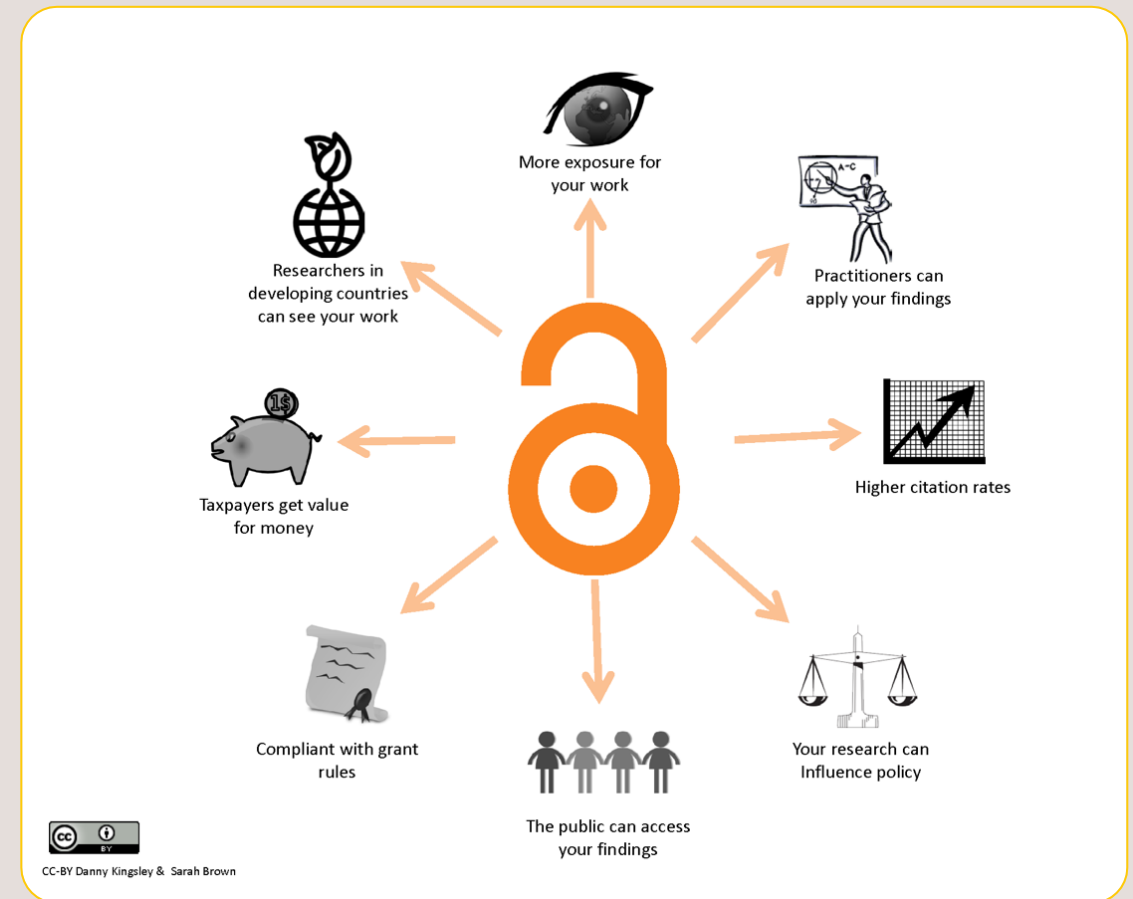 More exposure for
your work
A-C
Practitioners can
apply your findings
Researchers in
developing countries
can see your work
1$
Higher citation rates
Taxpayers get value
for money
Compliant with grant
rules
Your research can
Influence policy
The public can access
your findings
cc
BY
CC-BY Danny Kingsley & Sarah Brown